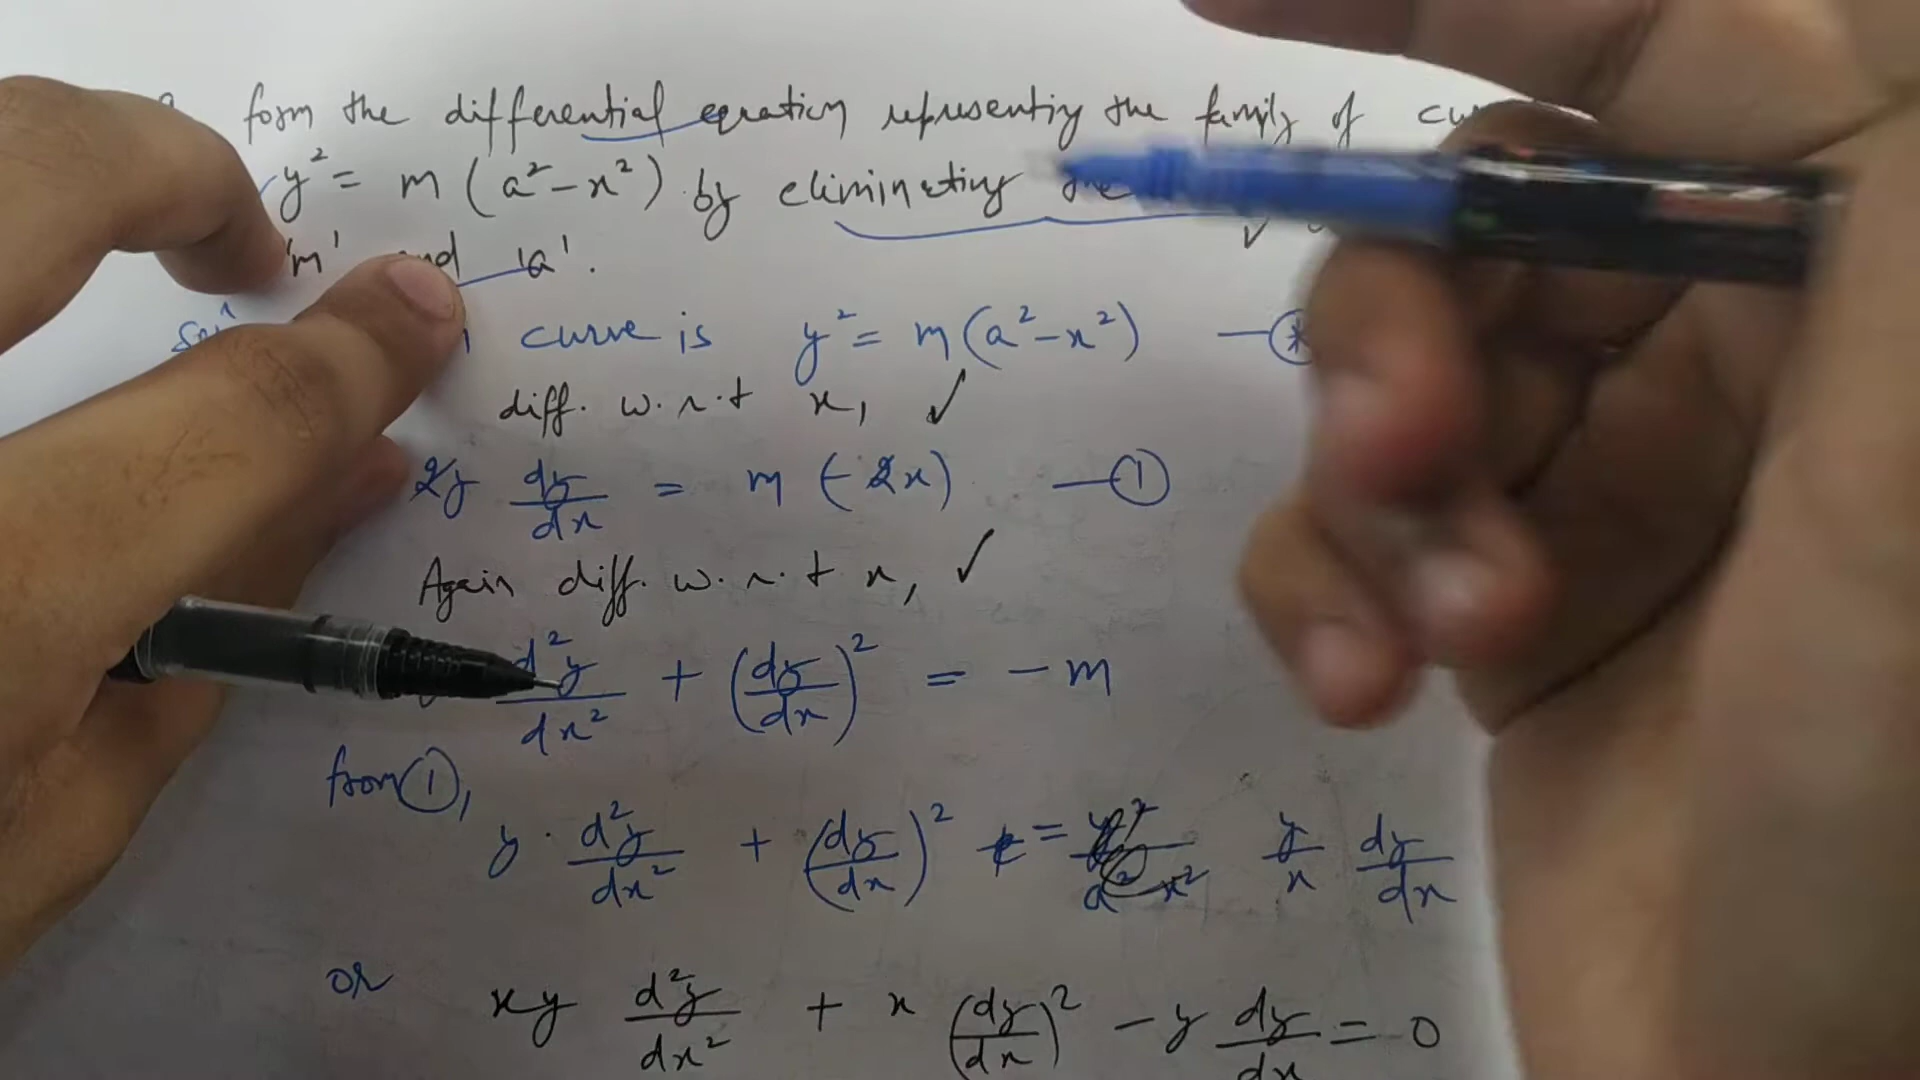 form the differential equation representing the family of
y² = m (a² - x²) by eliminating the
'm' and 'a'.
curve is y² = m(a² - x²) — (*)
diff. w.r.t x, ✓
2y dy/dx = m (-2x) — ①
Again diff. w.r.t x, ✓
d²y/dx² + (dy/dx)² = - m
from ①,
y · d²y/dx² + (dy/dx)² = y/x dy/dx
or xy d²y/dx² + x (dy/dx)² - y dy/dx = 0